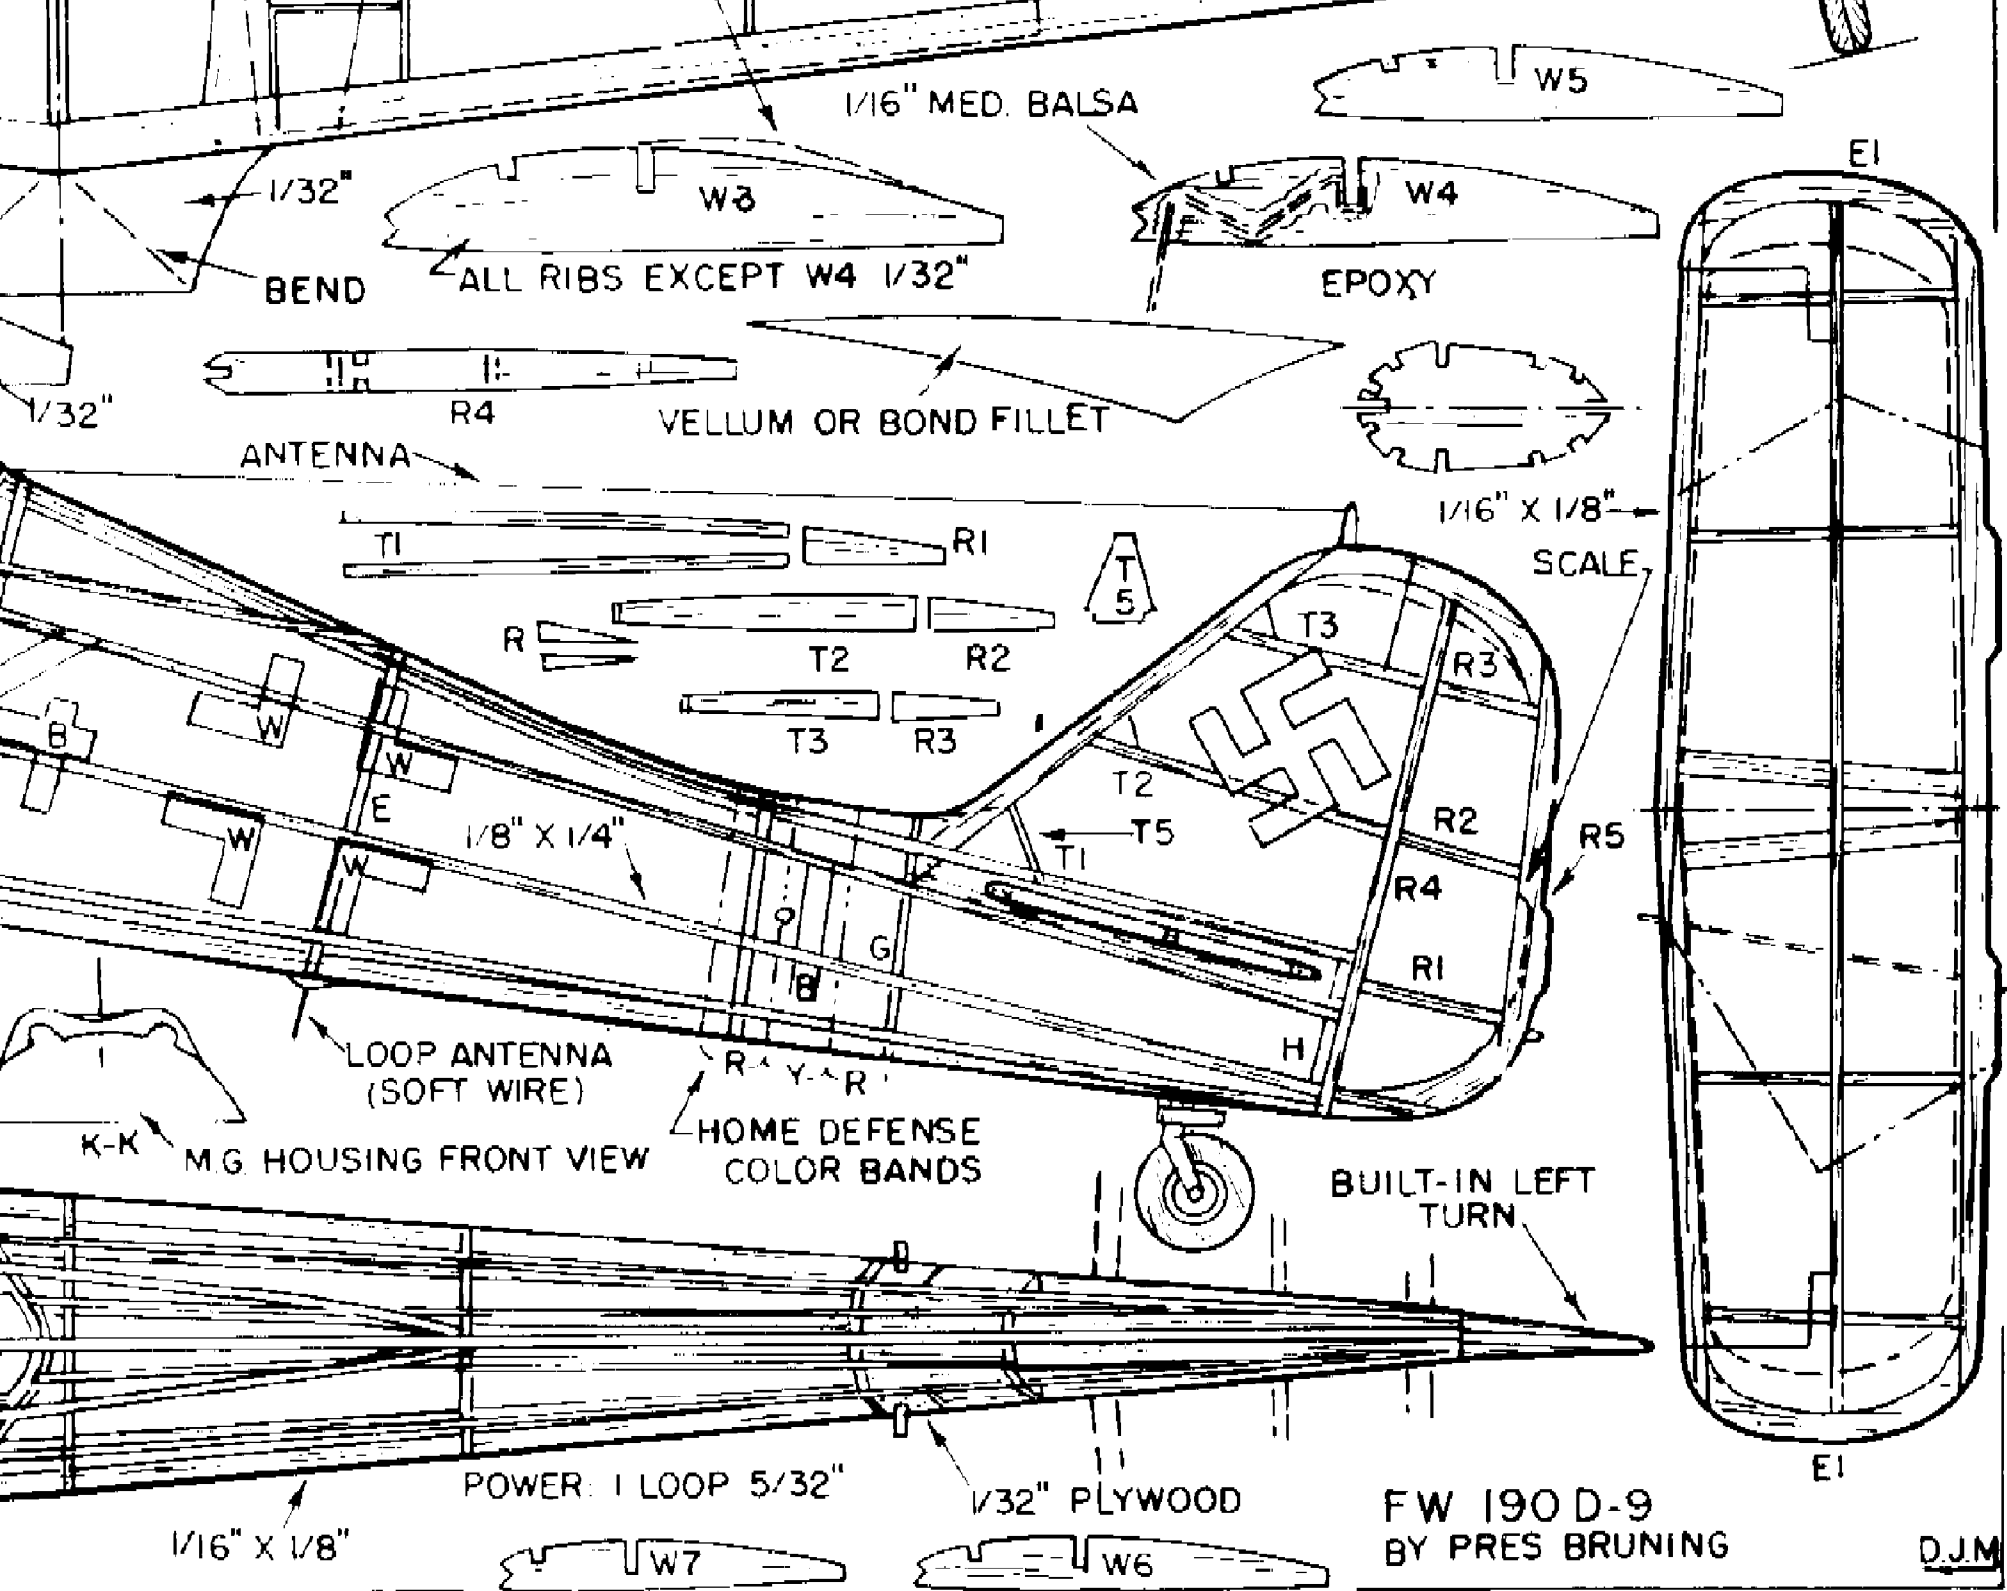 W5
1/16" MED. BALSA
E1
1/32"
W3
W4
ALL RIBS EXCEPT W4 1/32"
BEND
EPOXY
1/32"
R4
VELLUM OR BOND FILLET
ANTENNA
1/16" X 1/8"
T1
R1
SCALE
T
5
R
T2
R2
T3
R3
T3
R3
W
B
W
T2
E
1/8" X 1/4"
W
W
T5
T1
R2
R5
R4
G
B
R1
H
LOOP ANTENNA
(SOFT WIRE)
R Y R
K-K
M.G. HOUSING FRONT VIEW
HOME DEFENSE
COLOR BANDS
BUILT-IN LEFT
TURN
E1
POWER: 1 LOOP 5/32"
1/32" PLYWOOD
1/16" X 1/8"
W7
W6
FW 190 D-9
BY PRES BRUNING
D.J.M